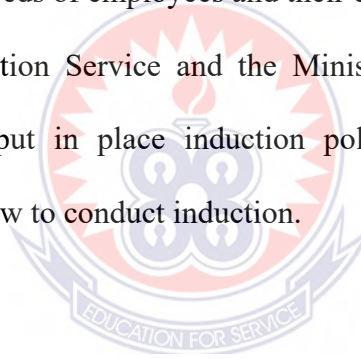 eds of employees and their
tion Service and the Minis
put in place induction pol
w to conduct induction.
EDUCATION FOR SERVICE